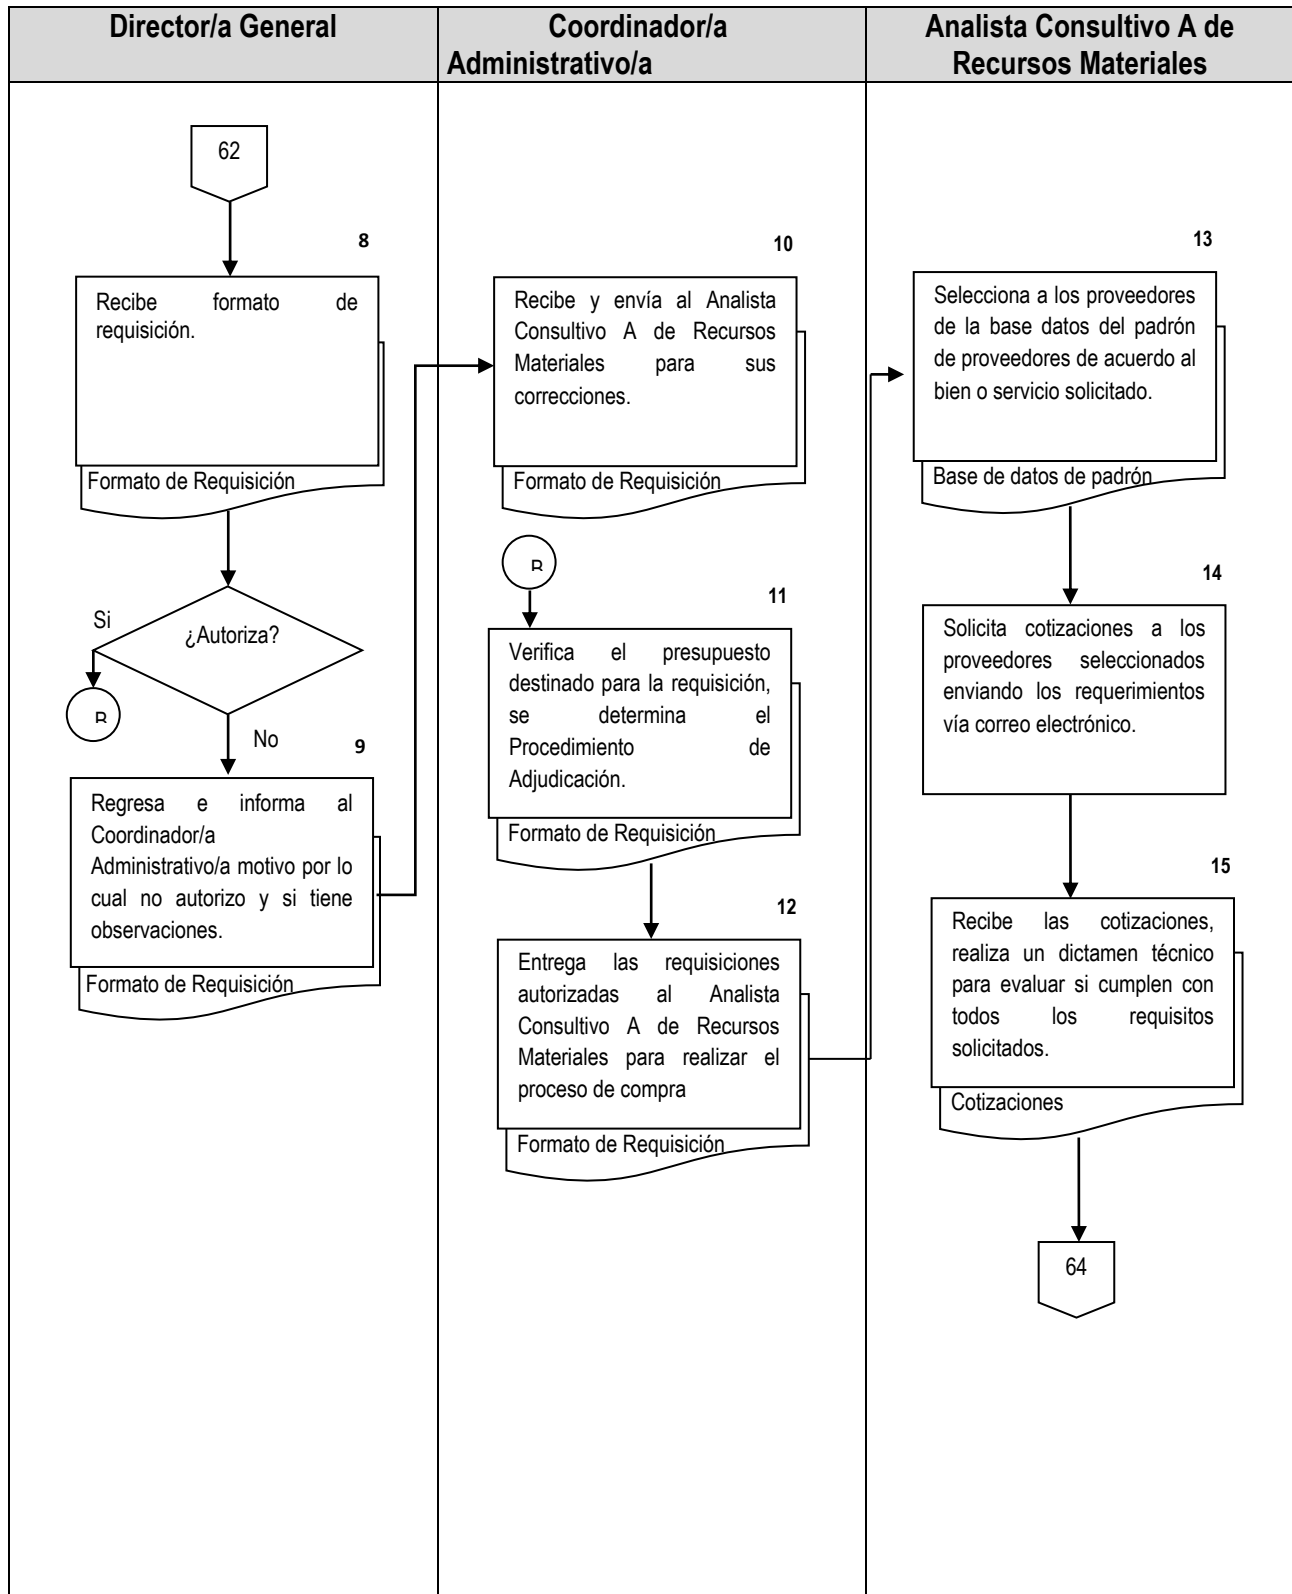 Director/a General
Coordinador/a
Administrativo/a
Analista Consultivo A de
Recursos Materiales
62
8
Recibe formato de
requisición.
Formato de Requisición
¿Autoriza?
Si
B
No
9
Regresa e informa al
Coordinador/a
Administrativo/a motivo por lo
cual no autorizo y si tiene
observaciones.
Formato de Requisición
10
Recibe y envía al Analista
Consultivo A de Recursos
Materiales para sus
correcciones.
Formato de Requisición
B
11
Verifica el presupuesto
destinado para la requisición,
se determina el
Procedimiento de
Adjudicación.
Formato de Requisición
12
Entrega las requisiciones
autorizadas al Analista
Consultivo A de Recursos
Materiales para realizar el
proceso de compra
Formato de Requisición
13
Selecciona a los proveedores
de la base datos del padrón
de proveedores de acuerdo al
bien o servicio solicitado.
Base de datos de padrón
14
Solicita cotizaciones a los
proveedores seleccionados
enviando los requerimientos
vía correo electrónico.
15
Recibe las cotizaciones,
realiza un dictamen técnico
para evaluar si cumplen con
todos los requisitos
solicitados.
Cotizaciones
64